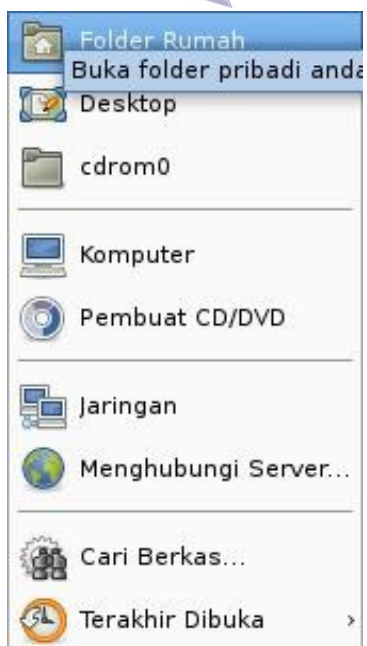 Folder Rumah
Buka folder pribadi anda
Desktop
cdrom0
Komputer
Pembuat CD/DVD
Jaringan
Menghubungi Server...
Cari Berkas...
Terakhir Dibuka